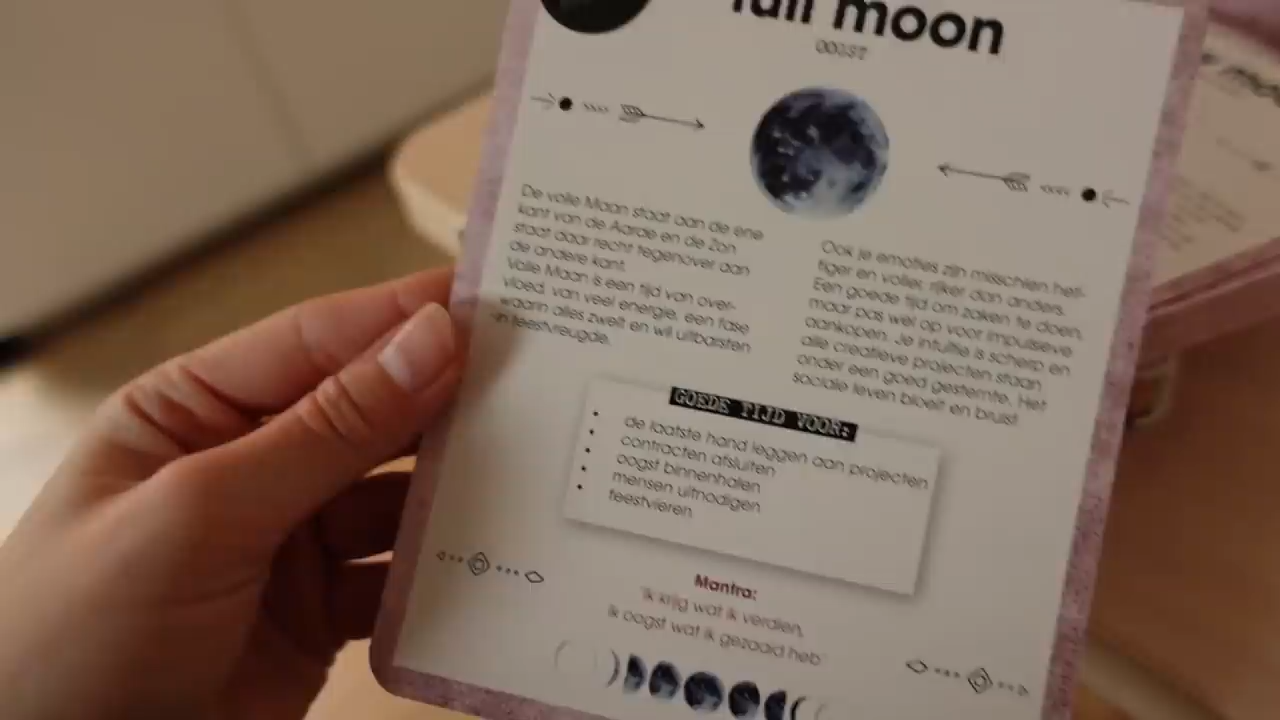 full moon
OOGST
De volle Maan staat aan de ene
kant van de Aarde en de Zon
staat daar recht tegenover aan
de andere kant.
Volle Maan is een tijd van over-
vloed, van veel energie, een fase
waarin alles zwelt en wil uitbarsten
in feestvreugde.
Ook je emoties zijn misschien hef-
tiger en voller, rijker dan anders.
Een goede tijd om zaken te doen,
maar pas wel op voor impulsieve
aankopen. Je intuïtie is scherp en
alle creatieve projecten staan
onder een goed gesternte. Het
sociale leven bloeit en bruist
GOEDE TIJD VOOR:
• de laatste hand leggen aan projecten
• contracten afsluiten
• oogst binnenhalen
• mensen uitnodigen
• feestvieren
Mantra:
'Ik krijg wat ik verdien,
ik oogst wat ik gezaaid heb'